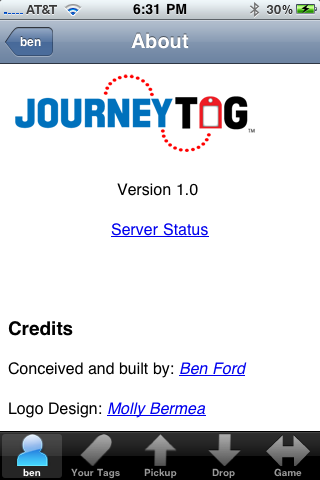 AT&T 6:31 PM 30%
ben About
JOURNEYTAG™
Version 1.0
Server Status
Credits
Conceived and built by: Ben Ford
Logo Design: Molly Bermea
ben Your Tags Pickup Drop Game